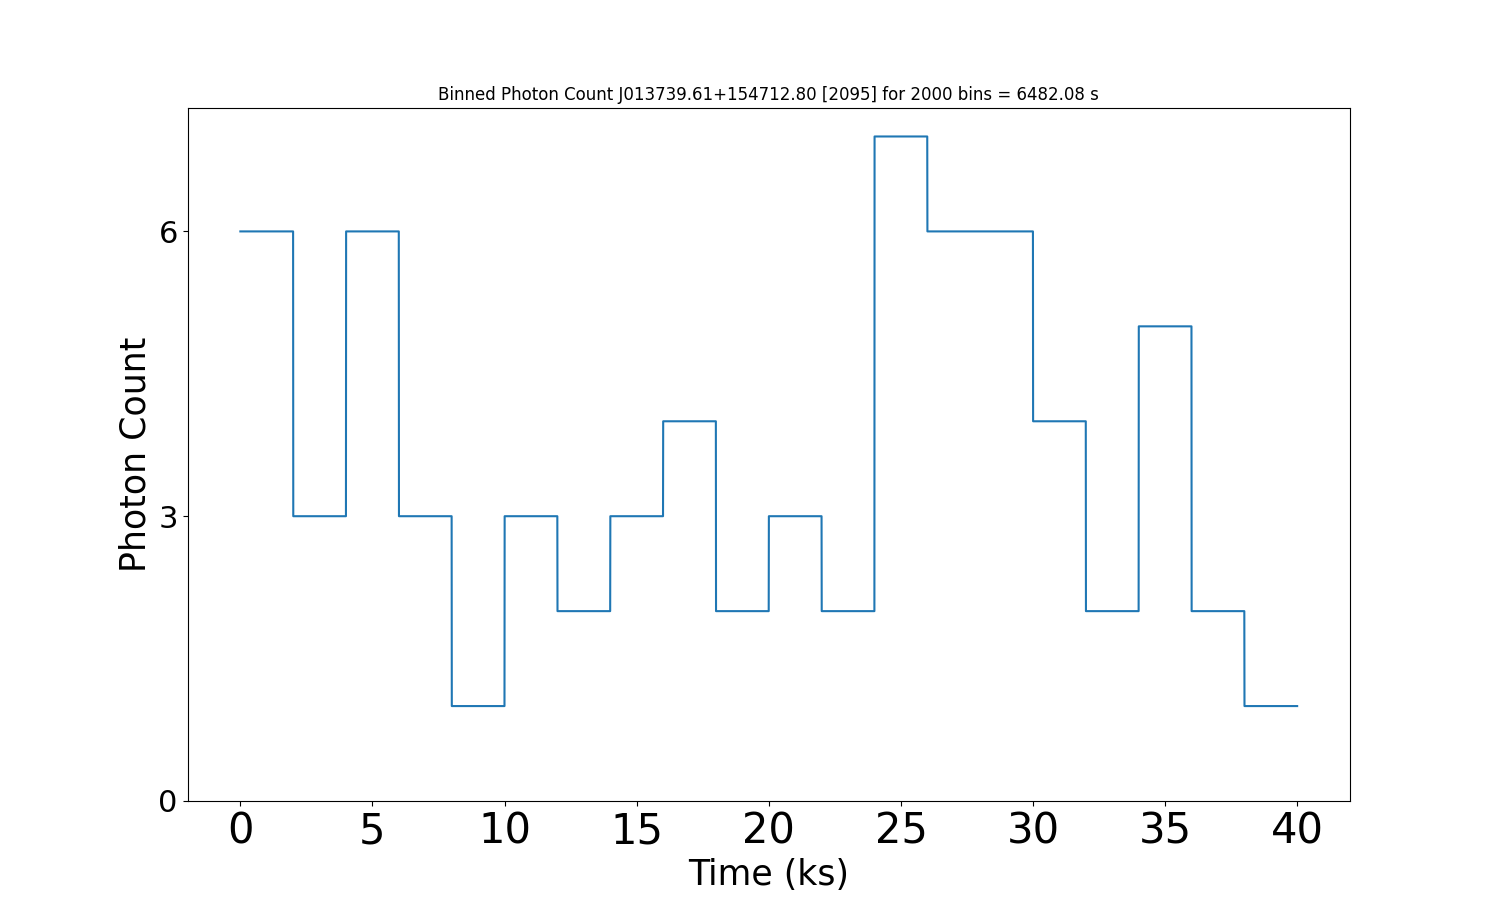 Binned Photon Count J013739.61+154712.80 [2095] for 2000 bins = 6482.08 s
6
3
0
Photon Count
0 5 10 15 20 25 30 35 40
Time (ks)